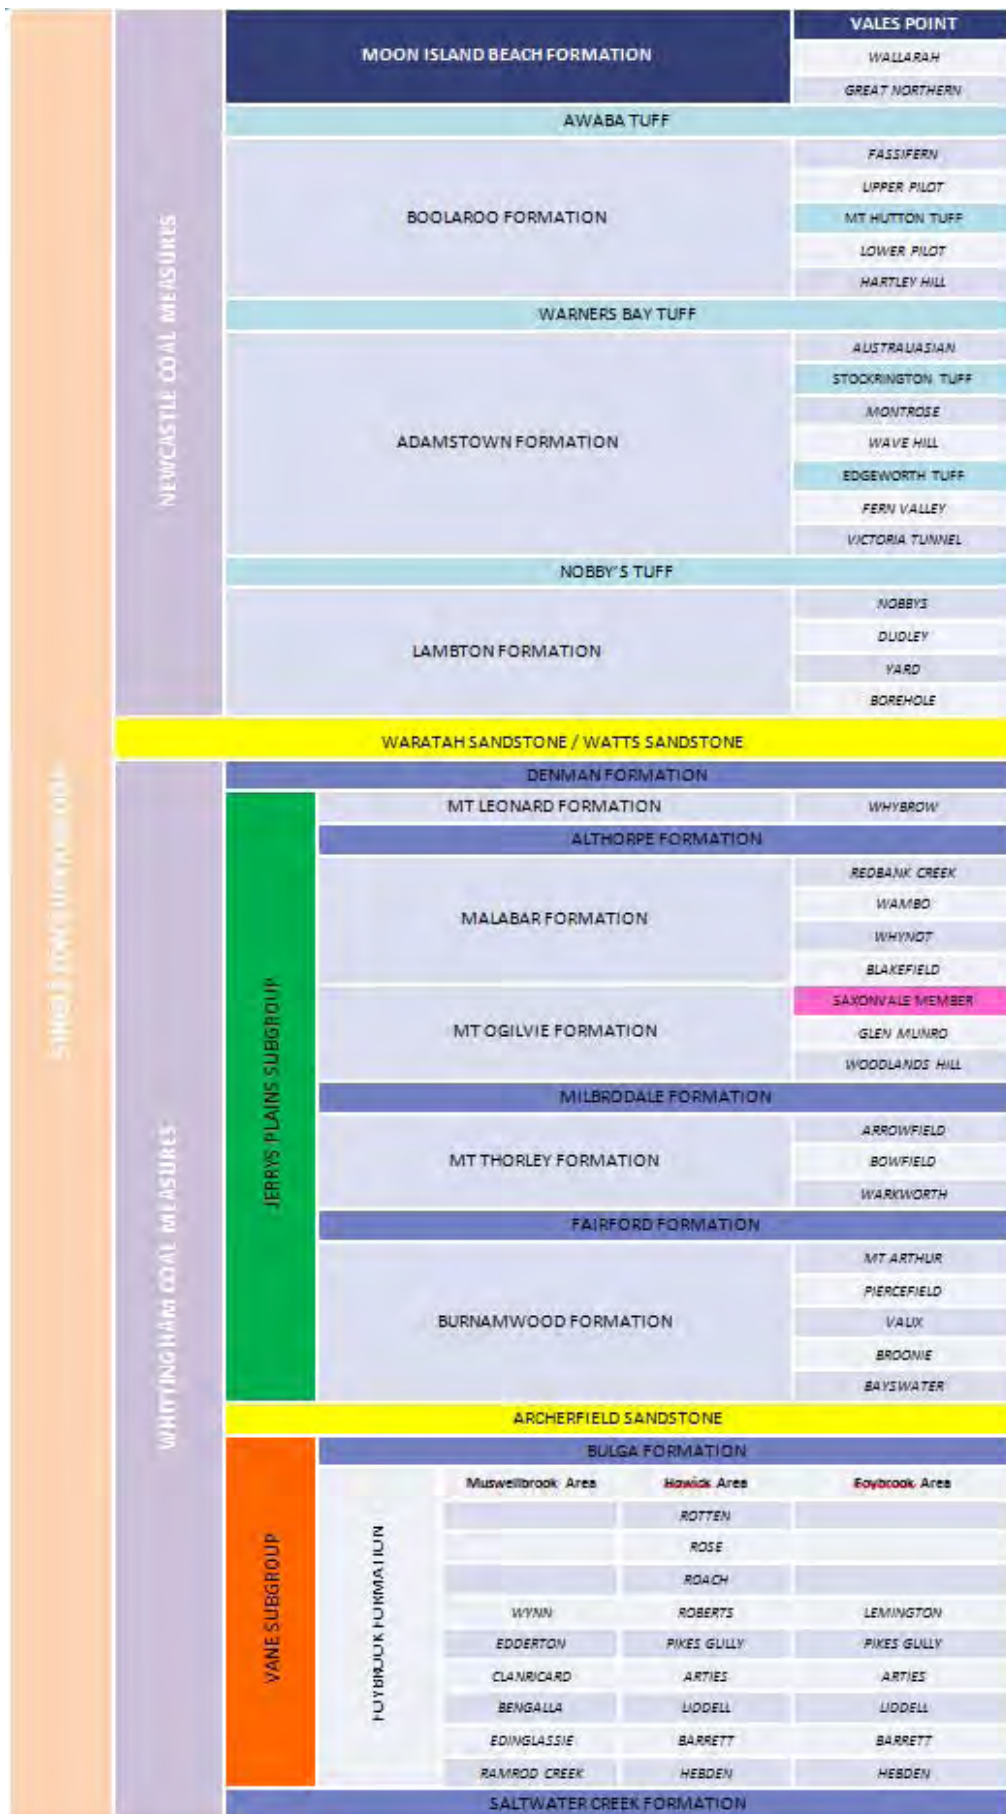 SINGLETON SUPERGROUP
NEWCASTLE COAL MEASURES
MOON ISLAND BEACH FORMATION
VALES POINT
WALLARAH
GREAT NORTHERN
AWABA TUFF
BOOLAROO FORMATION
FASSIFERN
UPPER PILOT
MT HUTTON TUFF
LOWER PILOT
HARTLEY HILL
WARNERS BAY TUFF
ADAMSTOWN FORMATION
AUSTRALASIAN
STOCKRINGTON TUFF
MONTROSE
WAVE HILL
EDGEWORTH TUFF
FERN VALLEY
VICTORIA TUNNEL
NOBBY'S TUFF
LAMBTON FORMATION
NOBBYS
DUDLEY
YARD
BOREHOLE
WARATAH SANDSTONE / WATTS SANDSTONE
WHITTINGHAM COAL MEASURES
DENMAN FORMATION
JERRYS PLAINS SUBGROUP
MT LEONARD FORMATION
WHYBROW
ALTHORPE FORMATION
MALABAR FORMATION
REDBANK CREEK
WAMBO
WHYNOT
BLAKEFIELD
MT OGILVIE FORMATION
SAXONVALE MEMBER
GLEN MUNRO
WOODLANDS HILL
MILBRODALE FORMATION
MT THORLEY FORMATION
ARROWFIELD
BOWFIELD
WARKWORTH
FAIRFORD FORMATION
BURNAMWOOD FORMATION
MT ARTHUR
PIERCEFIELD
VAUX
BROONIE
BAYSWATER
ARCHERFIELD SANDSTONE
VANE SUBGROUP
BULGA FORMATION
FOYBROOK FORMATION
Muswellbrook Area Howick Area Foybrook Area
ROTTEN
ROSE
ROACH
WYNN ROBERTS LEMINGTON
EDDERTON PIKES GULLY PIKES GULLY
CLANRICARD ARTIES ARTIES
BENGALLA LIDDELL LIDDELL
EDINGLASSIE BARRETT BARRETT
RAMROD CREEK HEBDEN HEBDEN
SALTWATER CREEK FORMATION